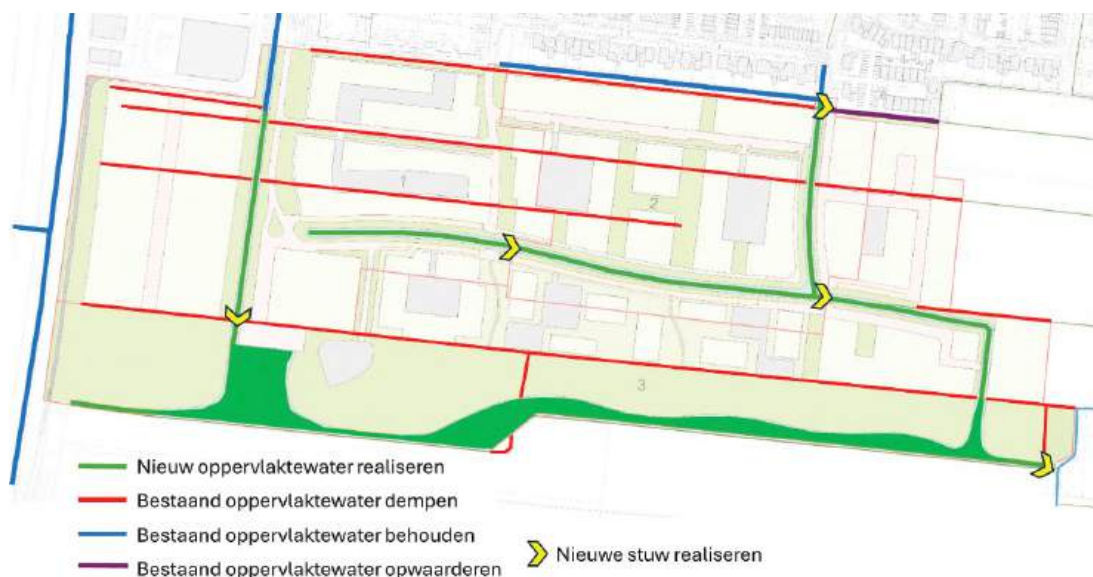 1
2
3
Nieuw oppervlaktewater realiseren
Bestaand oppervlaktewater dempen
Bestaand oppervlaktewater behouden
Nieuwe stuw realiseren
Bestaand oppervlaktewater opwaarderen